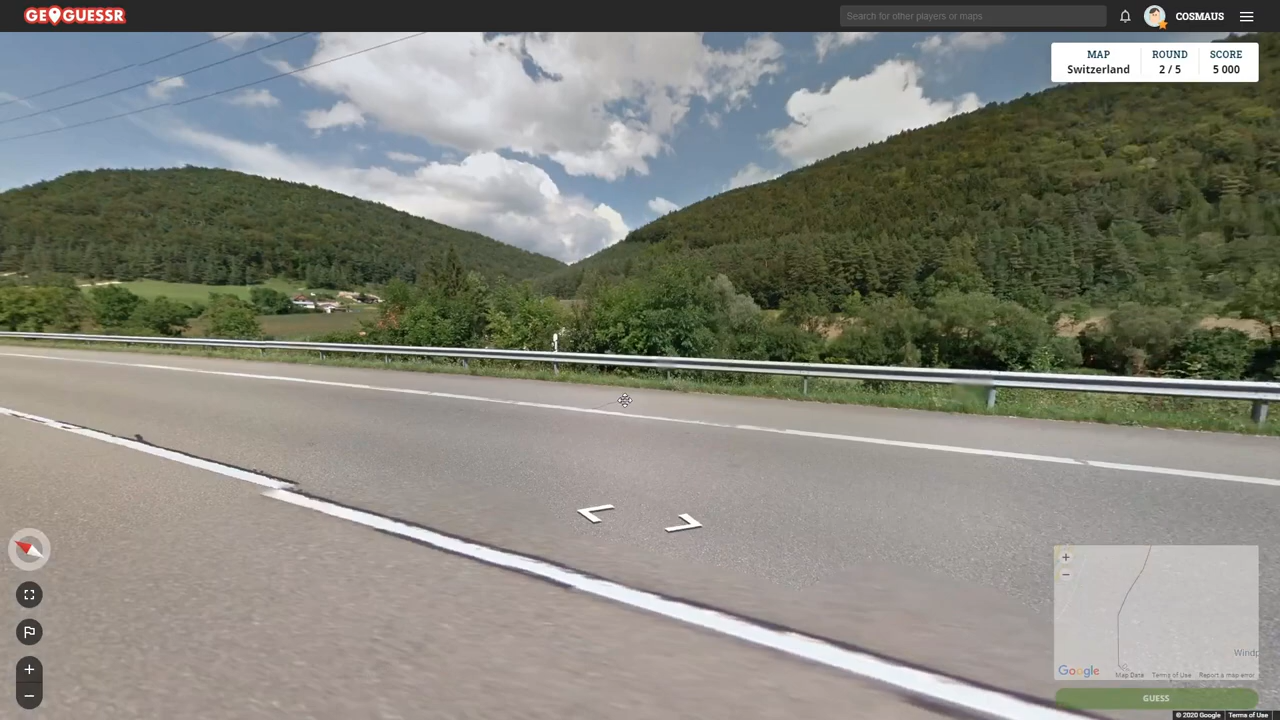 GEOGUESSR
Search for other players or maps
COSMAUS
MAP
Switzerland
ROUND
2 / 5
SCORE
5 000
+
−
Windp
Google
Map Data
Terms of Use
Report a map error
GUESS
+
−
© 2020 Google
Terms of Use